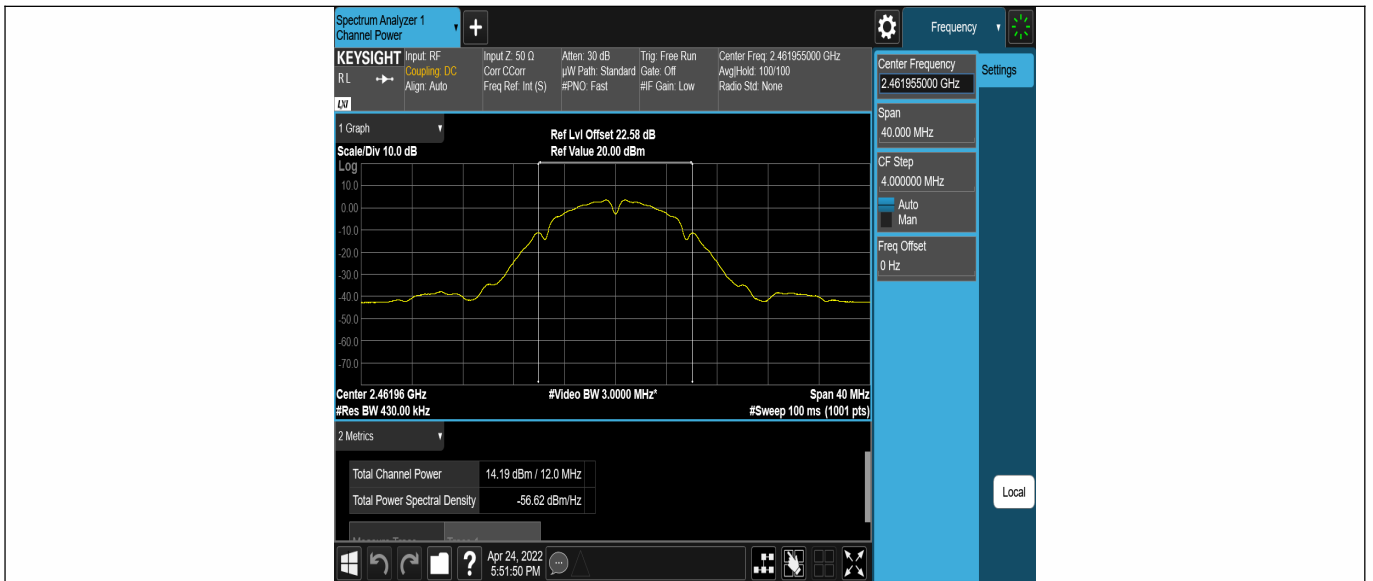 Spectrum Analyzer 1
Channel Power
+
Frequency
KEYSIGHT
RL
LXI
Input: RF
Coupling: DC
Align: Auto
Input Z: 50 Ω
Corr CCorr
Freq Ref: Int (S)
Atten: 30 dB
µW Path: Standard
#PNO: Fast
Trig: Free Run
Gate: Off
#IF Gain: Low
Center Freq: 2.461955000 GHz
Avg|Hold: 100/100
Radio Std: None
Center Frequency
2.461955000 GHz
Settings
Span
40.000 MHz
CF Step
4.000000 MHz
Auto
Man
Freq Offset
0 Hz
Local
1 Graph
Scale/Div 10.0 dB
Ref Lvl Offset 22.58 dB
Ref Value 20.00 dBm
Log
10.0
0.00
-10.0
-20.0
-30.0
-40.0
-50.0
-60.0
-70.0
Center 2.46196 GHz
#Video BW 3.0000 MHz*
Span 40 MHz
#Res BW 430.00 kHz
#Sweep 100 ms (1001 pts)
2 Metrics
Total Channel Power 14.19 dBm / 12.0 MHz
Total Power Spectral Density -56.62 dBm/Hz
?
Apr 24, 2022
5:51:50 PM